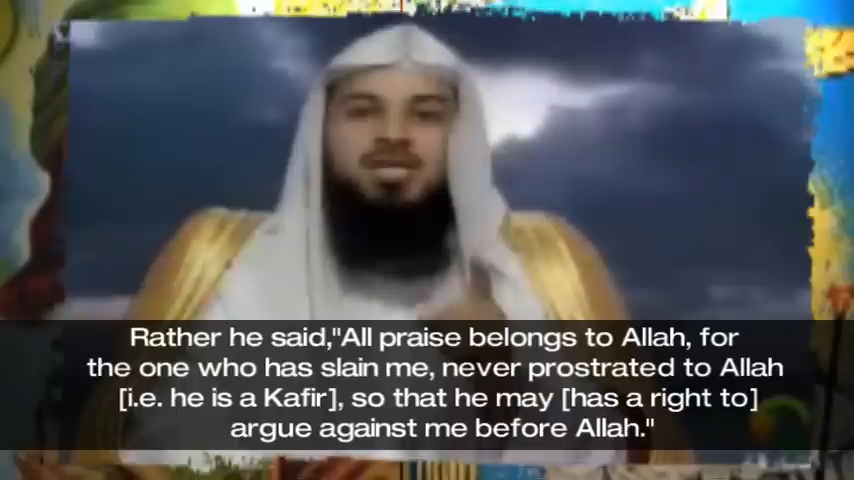 Rather he said,"All praise belongs to Allah, for
the one who has slain me, never prostrated to Allah
[i.e. he is a Kafir], so that he may [has a right to]
argue against me before Allah."